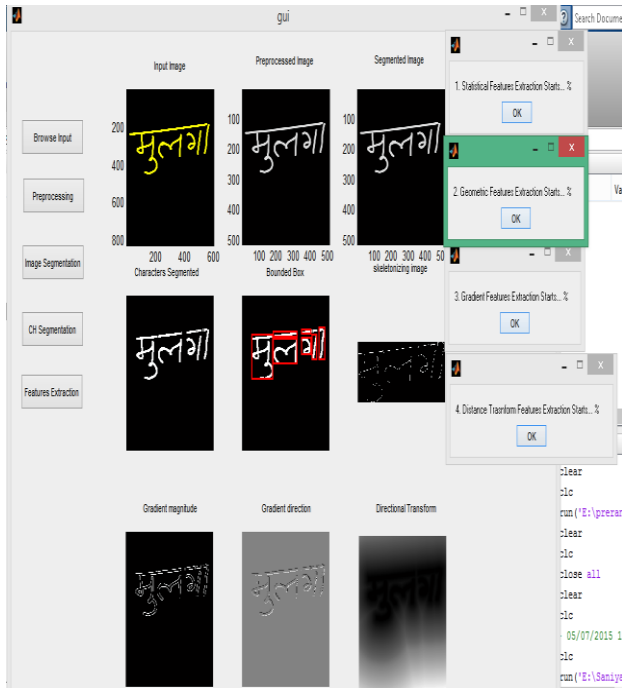 gui
Search Docume
Input Image
Preprocessed Image
Segmented Image
Browse Input
Preprocessing
Image Segmentation
CH Segmentation
Features Extraction
200
400
600
800
200 400 600
मुलगा
100
200
300
400
500
100 200 300 400 500
मुलगा
100
200
300
400
500
100 200 300 400 50
मुलगा
Characters Segmented
Bounded Box
skeletonizing image
मुलगा
मुलगा
मुलगा
Gradient magnitude
Gradient direction
Directional Transform
मुलगा
मुलगा
मुलगा
1. Statistical Features Extraction Starts... %
OK
2. Geometric Features Extraction Starts... %
OK
3. Gradient Features Extraction Starts... %
OK
4. Distance Trasnform Features Extraction Starts... %
OK
Va
clear
clc
run('E:\preran
clear
clc
close all
clear
clc
05/07/2015 1
clc
run('E:\Saniya